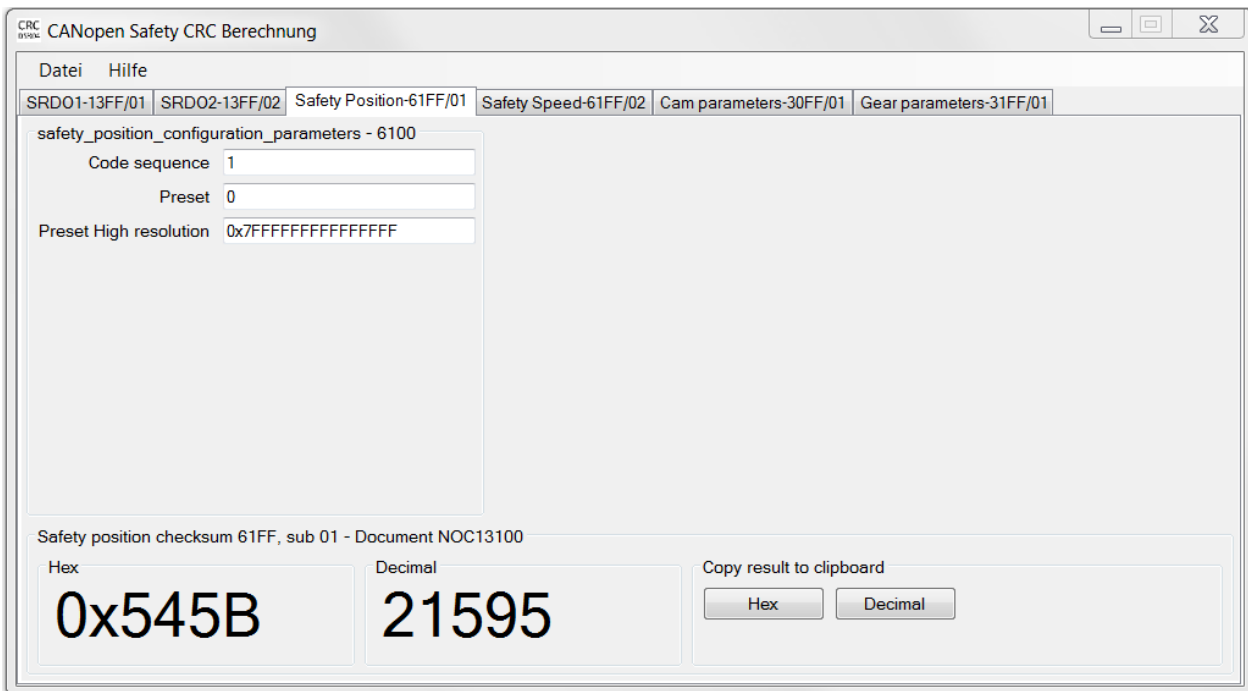 CRC
CANopen Safety CRC Berechnung
Datei Hilfe
SRDO1-13FF/01 SRDO2-13FF/02 Safety Position-61FF/01 Safety Speed-61FF/02 Cam parameters-30FF/01 Gear parameters-31FF/01
safety_position_configuration_parameters - 6100
Code sequence 1
Preset 0
Preset High resolution 0x7FFFFFFFFFFFFFFF
Safety position checksum 61FF, sub 01 - Document NOC13100
Hex Decimal Copy result to clipboard
0x545B 21595 Hex Decimal